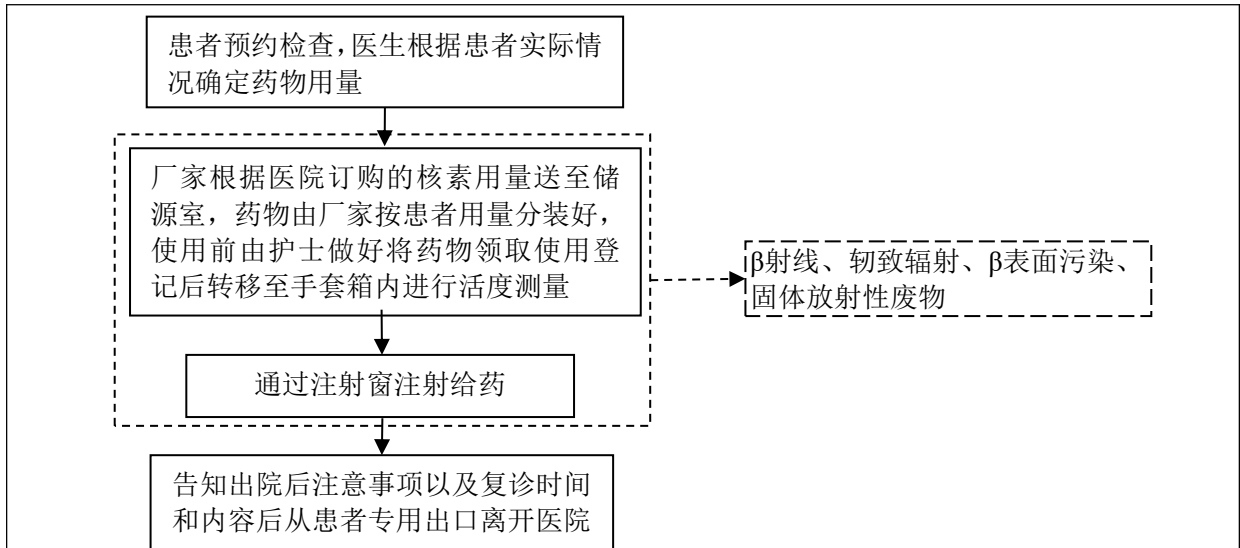 患者预约检查，医生根据患者实际情
况确定药物用量
厂家根据医院订购的核素用量送至储
源室，药物由厂家按患者用量分装好，
使用前由护士做好将药物领取使用登
记后转移至手套箱内进行活度测量
β射线、轫致辐射、β表面污染、
固体放射性废物
通过注射窗注射给药
告知出院后注意事项以及复诊时间
和内容后从患者专用出口离开医院